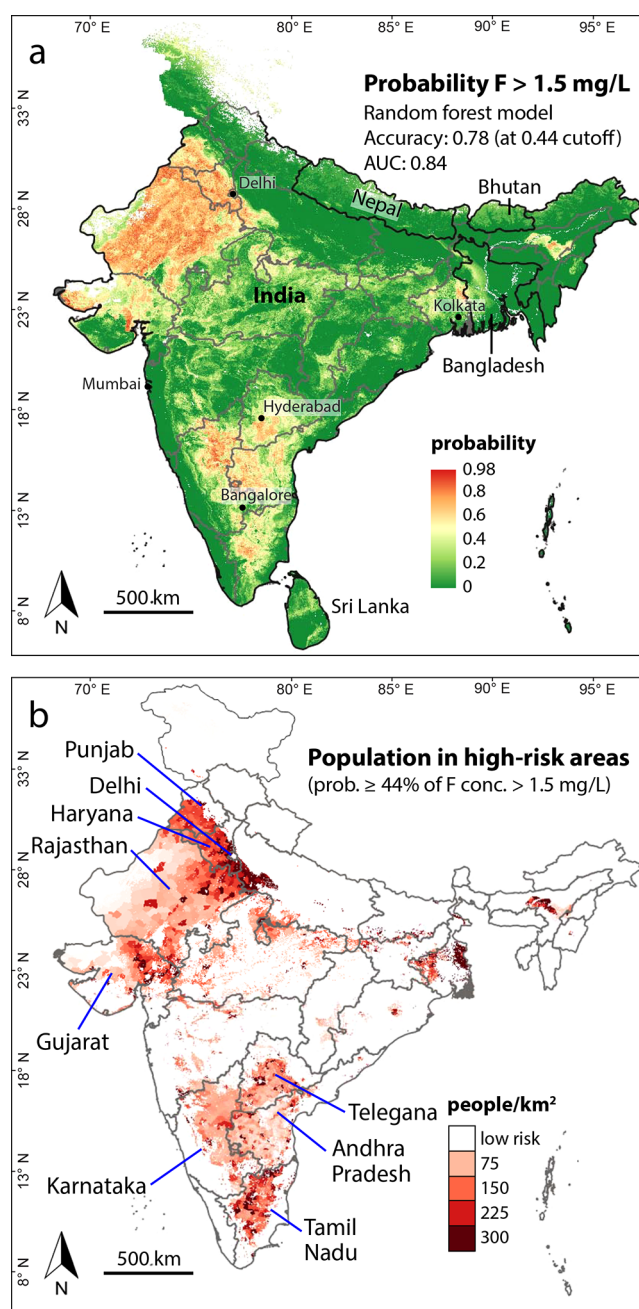 70° E
80° E
85° E
90° E
95° E
a
Probability F > 1.5 mg/L
Random forest model
Accuracy: 0.78 (at 0.44 cutoff)
AUC: 0.84
33° N
28° N
23° N
18° N
13° N
8° N
Delhi
Nepal
Bhutan
India
Kolkata
Bangladesh
Mumbai
Hyderabad
Bangalore
Sri Lanka
probability
0.98
0.8
0.6
0.4
0.2
0
N
500 km
70° E
80° E
85° E
90° E
95° E
b
Population in high-risk areas
(prob. ≥ 44% of F conc. > 1.5 mg/L)
33° N
28° N
23° N
18° N
13° N
8° N
Punjab
Delhi
Haryana
Rajasthan
Gujarat
Telegana
Andhra
Pradesh
Karnataka
Tamil
Nadu
people/km²
low risk
75
150
225
300
N
500 km